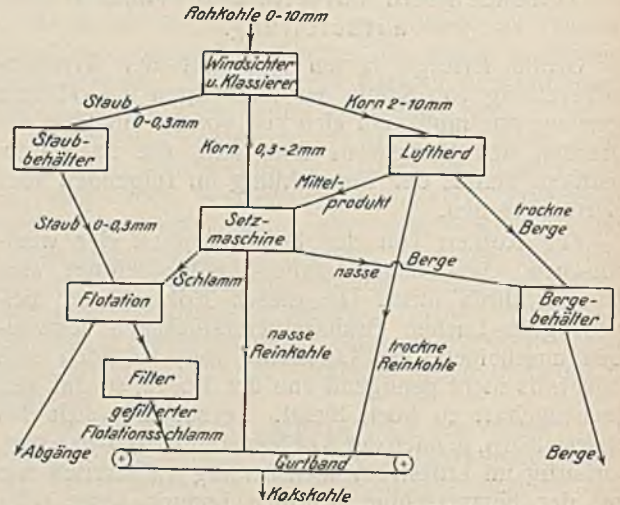 Rohkohle 0-10mm
Windsichter
u. Klassierer
Staub
0-0,3mm
Korn 2-10mm
Staub-
behälter
Korn
0,3-2mm
Luftherd
Mittel-
produkt
Staub 0-0,3mm
Setz-
maschine
trockne
Berge
Schlamm
nasse
Berge
Flotation
Berge-
behälter
nasse
Reinkohle
trockne
Reinkohle
Filter
gefilterter
Flotationsschlamm
Abgänge
Gurtband
Berge
Kokskohle